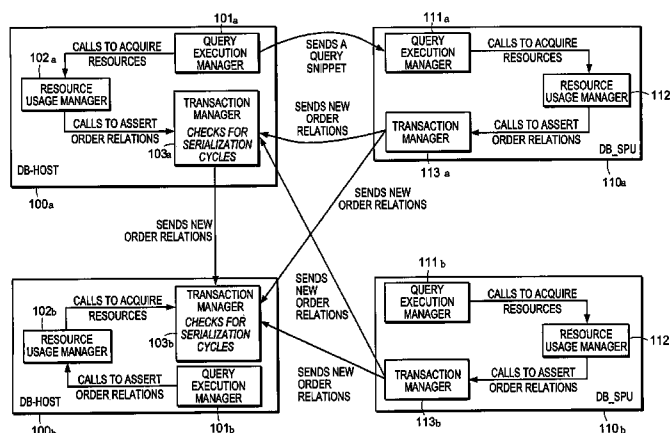 101a
QUERY
EXECUTION
MANAGER
CALLS TO ACQUIRE
RESOURCES
102a
RESOURCE
USAGE MANAGER
CALLS TO ASSERT
ORDER RELATIONS
TRANSACTION
MANAGER
CHECKS FOR
SERIALIZATION
CYCLES
103a
DB-HOST
100a
SENDS A
QUERY
SNIPPET
SENDS NEW
ORDER
RELATIONS
111a
QUERY
EXECUTION
MANAGER
CALLS TO ACQUIRE
RESOURCES
RESOURCE
USAGE MANAGER
112
CALLS TO ASSERT
ORDER RELATIONS
TRANSACTION
MANAGER
113a
DB_SPU
110a
SENDS NEW
ORDER RELATIONS
SENDS NEW
ORDER RELATIONS
SENDS
NEW
ORDER
RELATIONS
SENDS NEW
ORDER
RELATIONS
102b
CALLS TO ACQUIRE
RESOURCES
RESOURCE
USAGE MANAGER
TRANSACTION
MANAGER
CHECKS FOR
SERIALIZATION
CYCLES
103b
CALLS TO ASSERT
ORDER RELATIONS
QUERY
EXECUTION
MANAGER
101b
DB-HOST
100b
111b
QUERY
EXECUTION
MANAGER
CALLS TO ACQUIRE
RESOURCES
RESOURCE
USAGE MANAGER
112
CALLS TO ASSERT
ORDER RELATIONS
TRANSACTION
MANAGER
113b
DB_SPU
110b